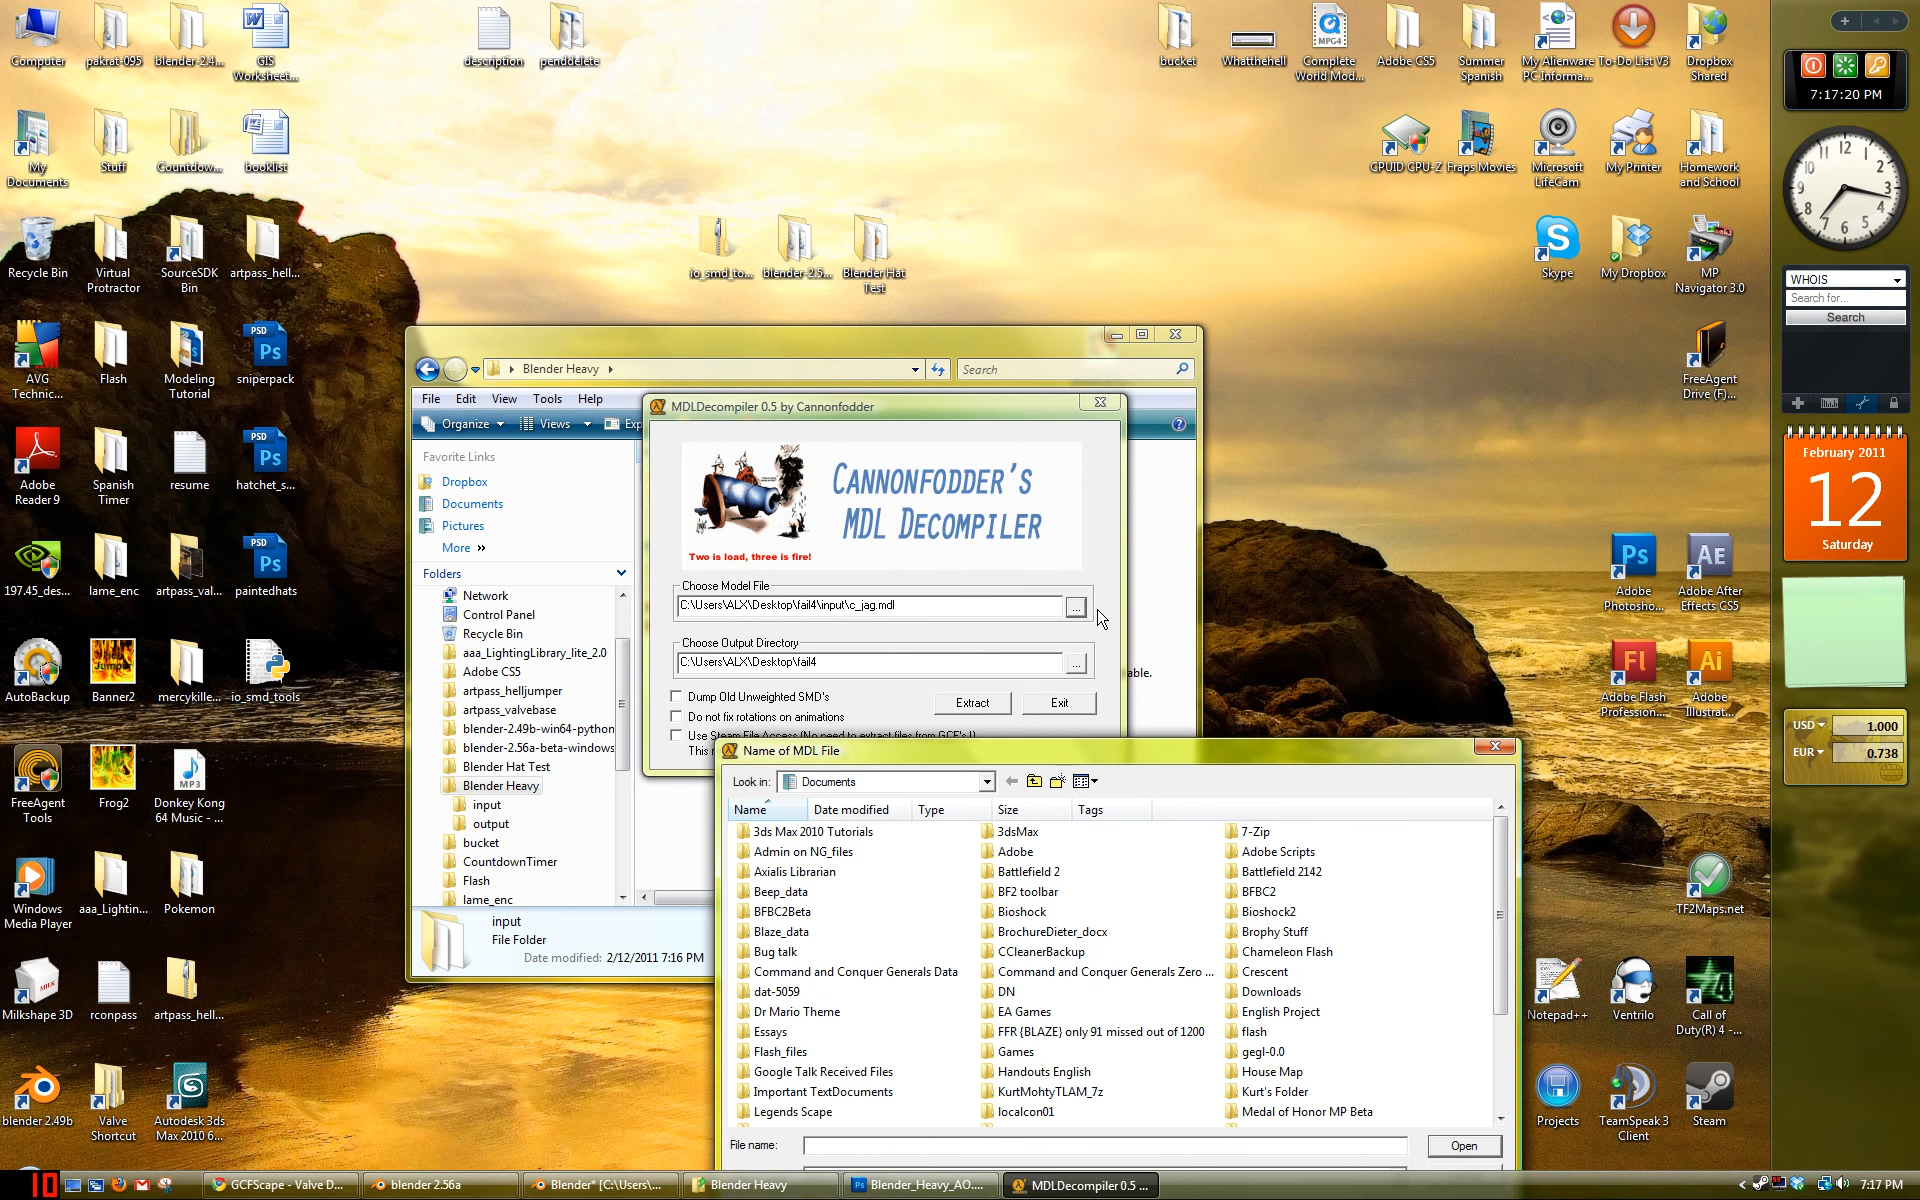 Computer
pakrat-095
blender-2.4...
GIS Worksheet...
description
penddelete
bucket
Whatthehell
Complete World Mod...
Adobe CS5
Summer Spanish
My Alienware PC Informa...
To-Do List V3
Dropbox Shared
7:17:20 PM
My Documents
Stuff
Countdow...
booklist
CPUID CPU-Z
Fraps Movies
Microsoft LifeCam
My Printer
Homework and School
Recycle Bin
Virtual Protractor
SourceSDK Bin
artpass_hell...
io_smd_to...
blender-2.5...
Blender Hat Test
Skype
My Dropbox
MP Navigator 3.0
WHOIS
Search for...
Search
AVG Technic...
Flash
Modeling Tutorial
sniperpack
FreeAgent Drive (F)...
Adobe Reader 9
Spanish Timer
resume
hatchet_s...
February 2011
12
Saturday
197.45_des...
lame_enc
artpass_val...
paintedhats
Adobe Photosho...
Adobe After Effects CS5
AutoBackup
Banner2
mercykille...
io_smd_tools
Adobe Flash Profession...
Adobe Illustrat...
USD 1.000
EUR 0.738
FreeAgent Tools
Frog2
Donkey Kong 64 Music - ...
Windows Media Player
aaa_Lightin...
Pokemon
TF2Maps.net
Milkshape 3D
rconpass
artpass_hell...
Notepad++
Ventrilo
Call of Duty(R) 4 -...
blender 2.49b
Valve Shortcut
Autodesk 3ds Max 2010 6...
Projects
TeamSpeak 3 Client
Steam
Blender Heavy
Search
File Edit View Tools Help
Organize Views Exp
Favorite Links
Dropbox
Documents
Pictures
More »
Folders
Network
Control Panel
Recycle Bin
aaa_LightingLibrary_lite_2.0
Adobe CS5
artpass_helljumper
artpass_valvebase
blender-2.49b-win64-python
blender-2.56a-beta-windows
Blender Hat Test
Blender Heavy
input
output
bucket
CountdownTimer
Flash
lame_enc
able.
input
File Folder
Date modified: 2/12/2011 7:16 PM
MDLDecompiler 0.5 by Cannonfodder
CANNONFODDER'S
MDL DECOMPILER
Two is load, three is fire!
Choose Model File
C:\Users\ALX\Desktop\fail4\input\c_jag.mdl
...
Choose Output Directory
C:\Users\ALX\Desktop\fail4
...
Dump Old Unweighted SMD's
Extract
Exit
Do not fix rotations on animations
Use Steam File Access (No need to extract files from GCF's !)
This
Name of MDL File
Look in: Documents
Name Date modified Type Size Tags
3ds Max 2010 Tutorials 3dsMax 7-Zip
Admin on NG_files Adobe Adobe Scripts
Axialis Librarian Battlefield 2 Battlefield 2142
Beep_data BF2 toolbar BFBC2
BFBC2Beta Bioshock Bioshock2
Blaze_data BrochureDieter_docx Brophy Stuff
Bug talk CCleanerBackup Chameleon Flash
Command and Conquer Generals Data Command and Conquer Generals Zero ... Crescent
dat-5059 DN Downloads
Dr Mario Theme EA Games English Project
Essays FFR {BLAZE} only 91 missed out of 1200 flash
Flash_files Games gegl-0.0
Google Talk Received Files Handouts English House Map
Important TextDocuments KurtMohtyTLAM_7z Kurt's Folder
Legends Scape localcon01 Medal of Honor MP Beta
File name:
Open
10
GCFScape - Valve D...
blender 2.56a
Blender* [C:\Users\...
Blender Heavy
Blender_Heavy_AO....
MDLDecompiler 0.5 ...
7:17 PM